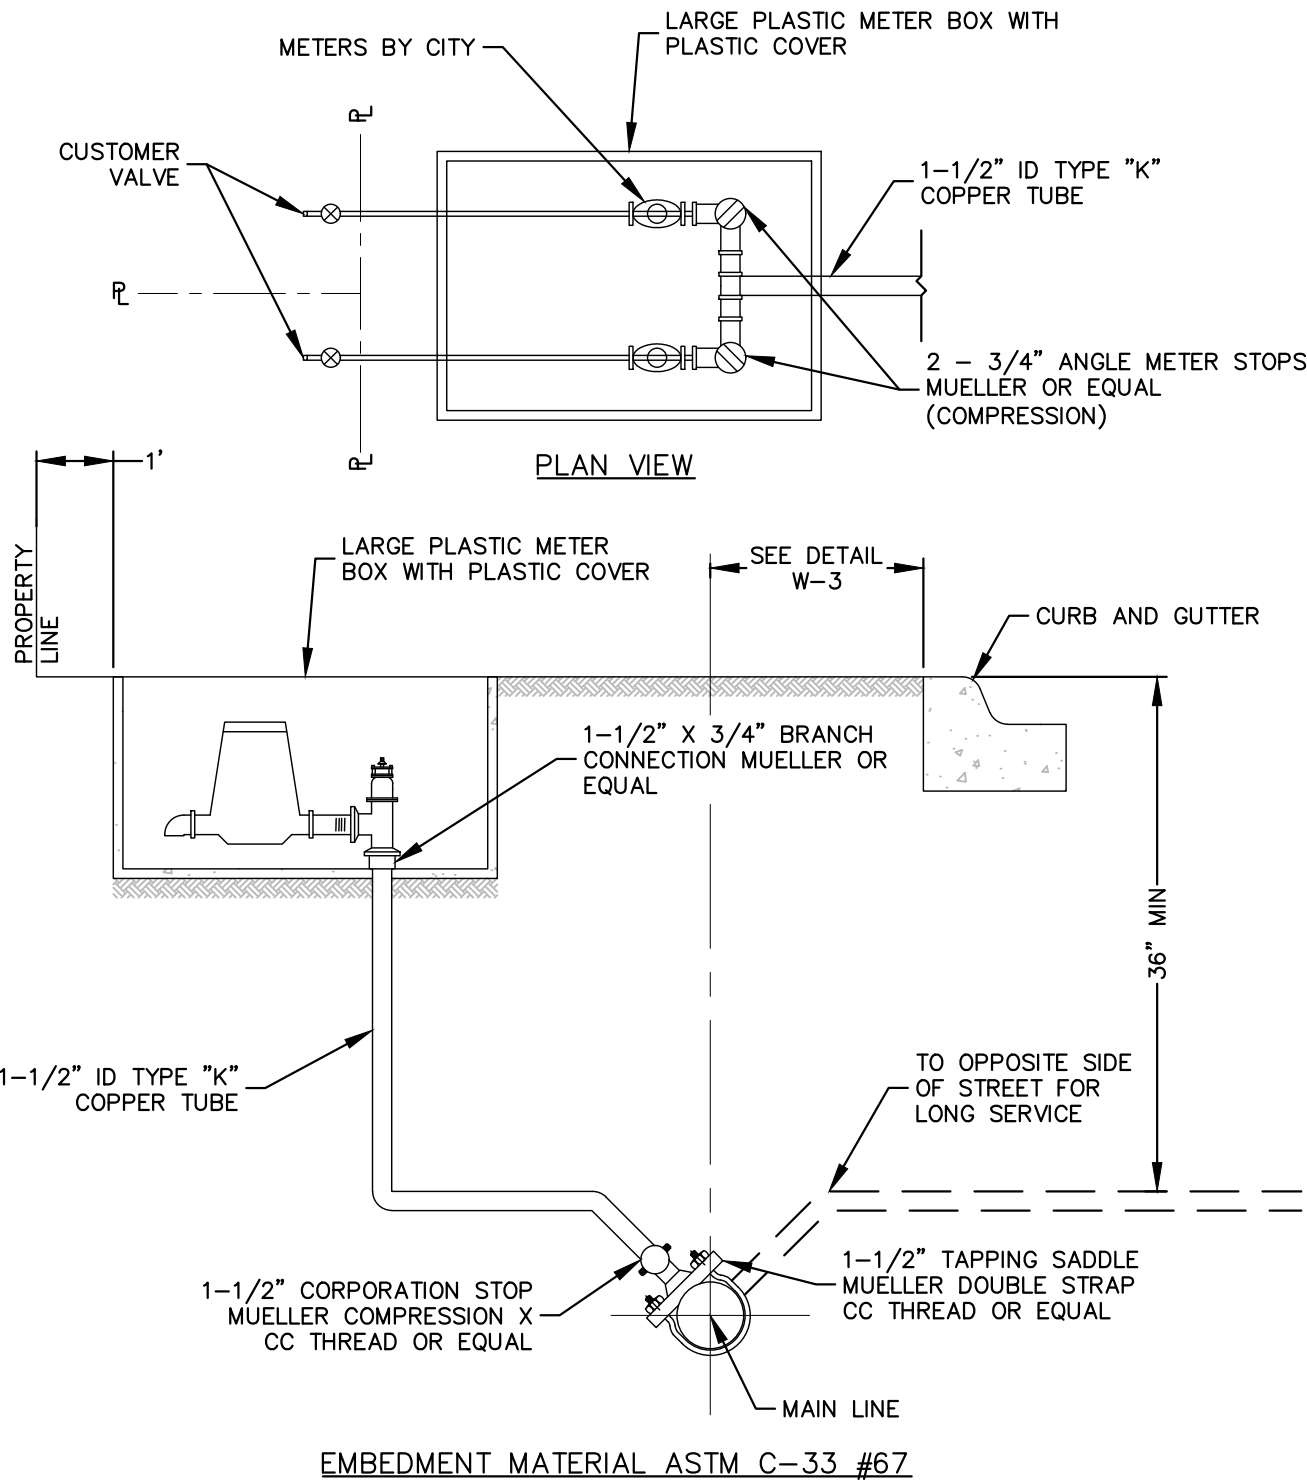 LARGE PLASTIC METER BOX WITH
PLASTIC COVER
METERS BY CITY
PL
CUSTOMER
VALVE
1-1/2" ID TYPE "K"
COPPER TUBE
PL
2 - 3/4" ANGLE METER STOPS
MUELLER OR EQUAL
(COMPRESSION)
PL
1'
PLAN VIEW
PROPERTY
LINE
LARGE PLASTIC METER
BOX WITH PLASTIC COVER
SEE DETAIL
W-3
CURB AND GUTTER
1-1/2" X 3/4" BRANCH
CONNECTION MUELLER OR
EQUAL
36" MIN
1-1/2" ID TYPE "K"
COPPER TUBE
TO OPPOSITE SIDE
OF STREET FOR
LONG SERVICE
1-1/2" CORPORATION STOP
MUELLER COMPRESSION X
CC THREAD OR EQUAL
1-1/2" TAPPING SADDLE
MUELLER DOUBLE STRAP
CC THREAD OR EQUAL
MAIN LINE
EMBEDMENT MATERIAL ASTM C-33 #67